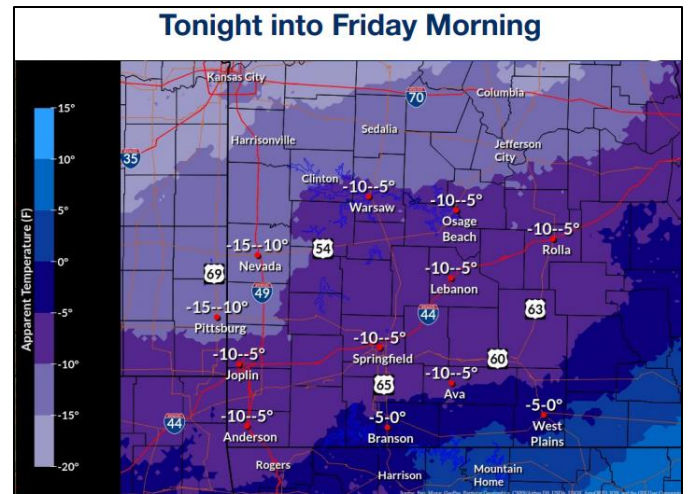 Tonight into Friday Morning
Apparent Temperature (F)
15°
10°
5°
0°
-5°
-10°
-15°
-20°
Kansas City
70
Columbia
35
Harrisonville
Sedalia
Jefferson
City
Clinton
-10--5°
Warsaw
-10--5°
Osage
Beach
-10--5°
Rolla
-15--10°
Nevada
54
69
49
-10--5°
Lebanon
-15--10°
Pittsburg
44
63
-10--5°
Joplin
-10--5°
Springfield
60
65
-10--5°
Ava
44
-10--5°
Anderson
-5-0°
Branson
-5-0°
West
Plains
Rogers
Harrison
Mountain
Home